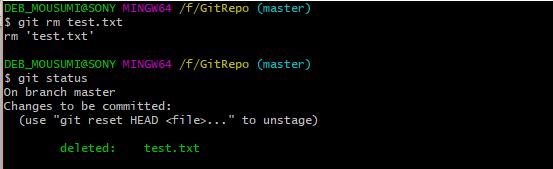 DEB_MOUSUMI@SONY MINGW64 /f/GitRepo (master)
$ git rm test.txt
rm 'test.txt'
DEB_MOUSUMI@SONY MINGW64 /f/GitRepo (master)
$ git status
On branch master
Changes to be committed:
  (use "git reset HEAD <file>..." to unstage)
        deleted:    test.txt